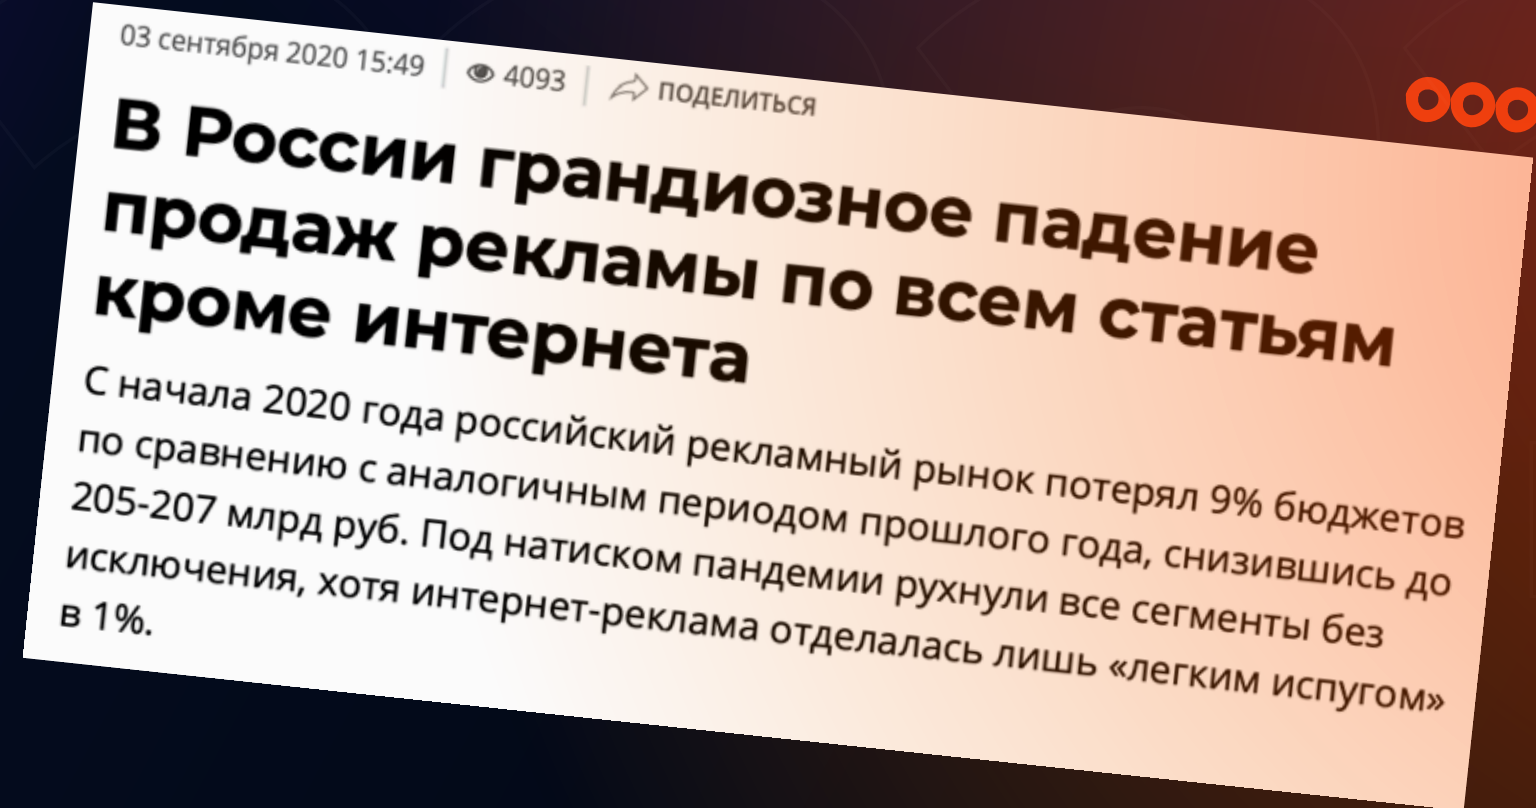 03 сентября 2020 15:49 4093 ПОДЕЛИТЬСЯ
В России грандиозное падение
продаж рекламы по всем статьям
кроме интернета
С начала 2020 года российский рекламный рынок потерял 9% бюджетов
по сравнению с аналогичным периодом прошлого года, снизившись до
205-207 млрд руб. Под натиском пандемии рухнули все сегменты без
исключения, хотя интернет-реклама отделалась лишь «легким испугом»
в 1%.